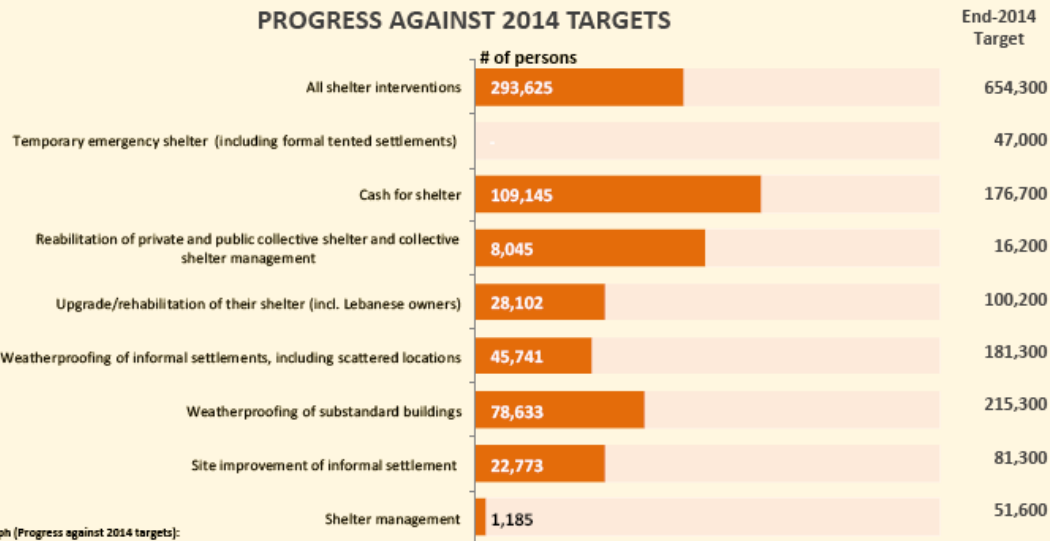 PROGRESS AGAINST 2014 TARGETS
End-2014
Target
# of persons
All shelter interventions 293,625 654,300
Temporary emergency shelter (including formal tented settlements) - 47,000
Cash for shelter 109,145 176,700
Reabilitation of private and public collective shelter and collective
shelter management 8,045 16,200
Upgrade/rehabilitation of their shelter (incl. Lebanese owners) 28,102 100,200
Weatherproofing of informal settlements, including scattered locations 45,741 181,300
Weatherproofing of substandard buildings 78,633 215,300
Site improvement of informal settlement 22,773 81,300
Shelter management 1,185 51,600
ph (Progress against 2014 targets):